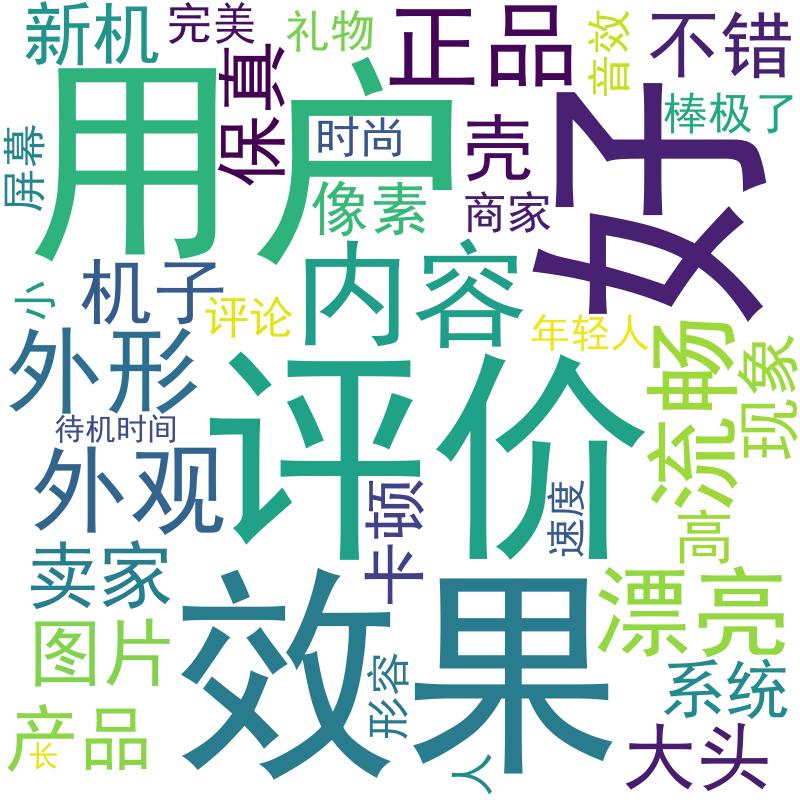 新机
完美
礼物
正品
音效
不错
保真
用户
好
棒极了
屏幕
时尚
壳
像素
商家
机子
内容
小
评论
年轻人
外形
评价
流畅
现象
待机时间
外观
卡顿
速度
高
卖家
效果
漂亮
图片
形容
系统
产品
长
人
大头